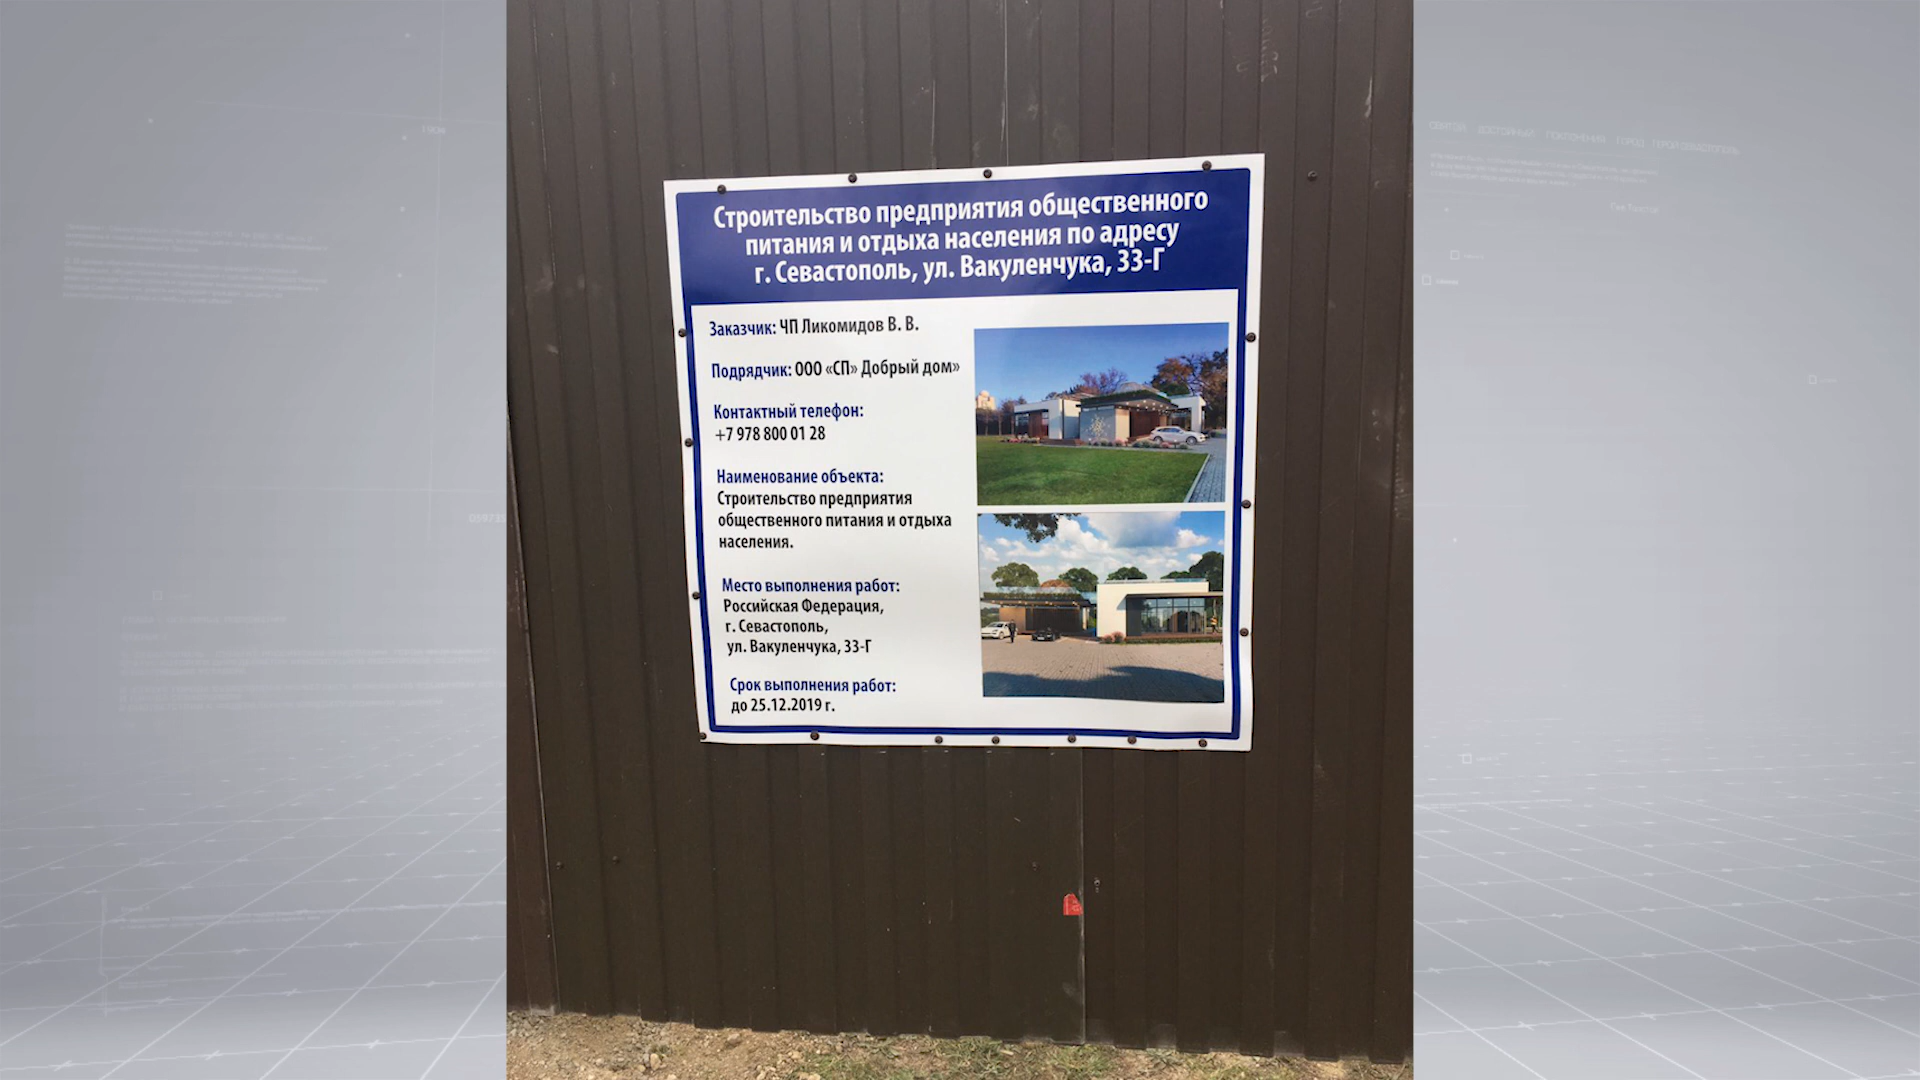 Строительство предприятия общественного
питания и отдыха населения по адресу
г. Севастополь, ул. Вакуленчука, 33-Г
Заказчик: ЧП Ликомидов В. В.
Подрядчик: ООО «СП» Добрый дом»
Контактный телефон:
+7 978 800 01 28
Наименование объекта:
Строительство предприятия
общественного питания и отдыха
населения.
Место выполнения работ:
Российская Федерация,
г. Севастополь,
ул. Вакуленчука, 33-Г
Срок выполнения работ:
до 25.12.2019 г.